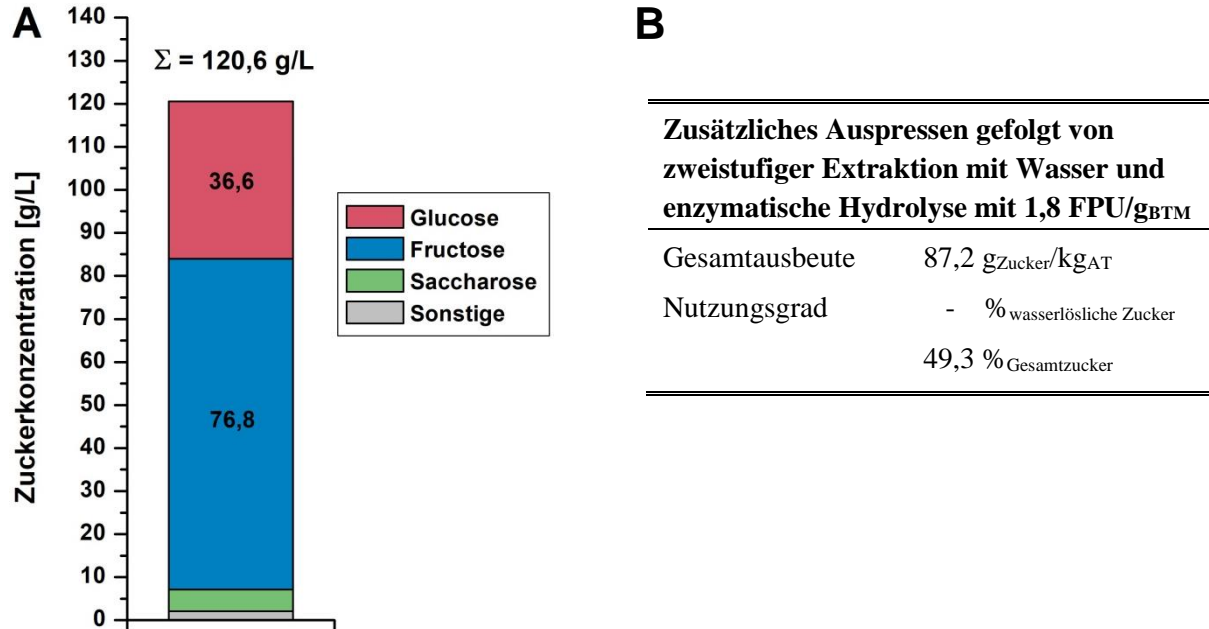 A
Zuckerkonzentration [g/L]
140
130
120
110
100
90
80
70
60
50
40
30
20
10
0
Σ = 120,6 g/L
36,6
76,8
Glucose
Fructose
Saccharose
Sonstige
B
Zusätzliches Auspressen gefolgt von
zweistufiger Extraktion mit Wasser und
enzymatische Hydrolyse mit 1,8 FPU/gBTM
Gesamtausbeute 87,2 gZucker/kgAT
Nutzungsgrad - % wasserlösliche Zucker
49,3 % Gesamtzucker